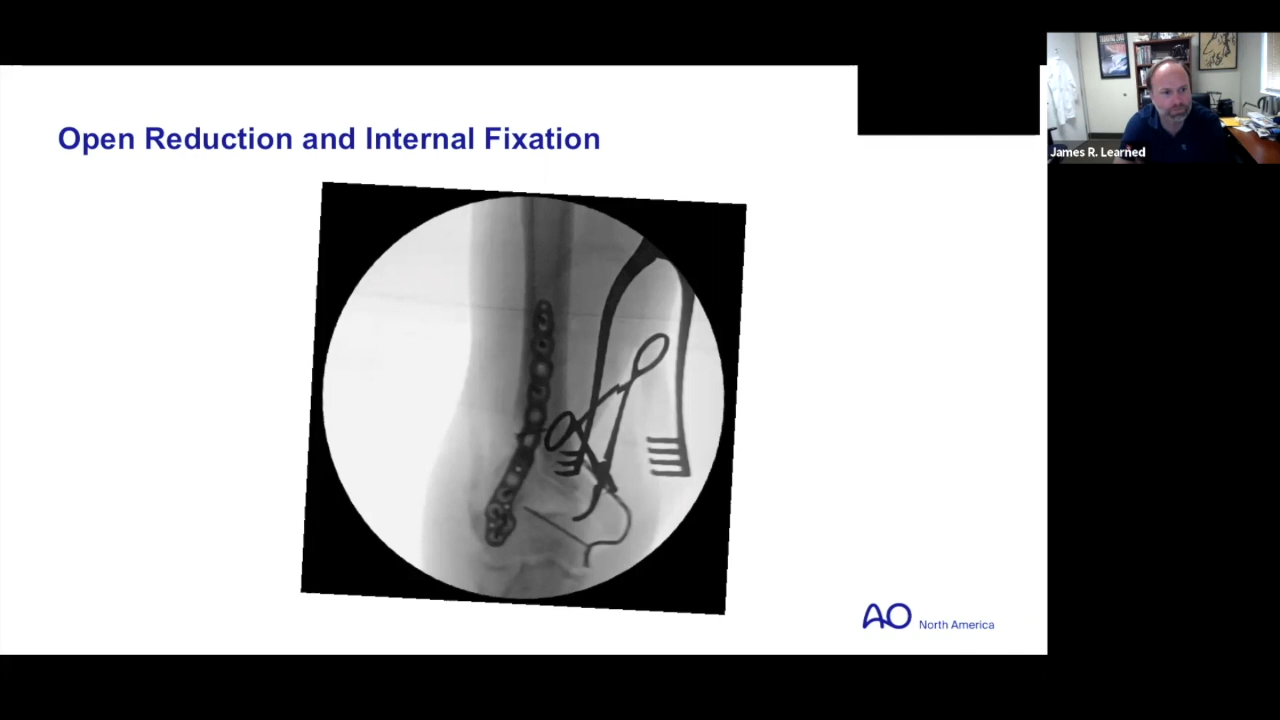 Open Reduction and Internal Fixation
James R. Learned
AO North America